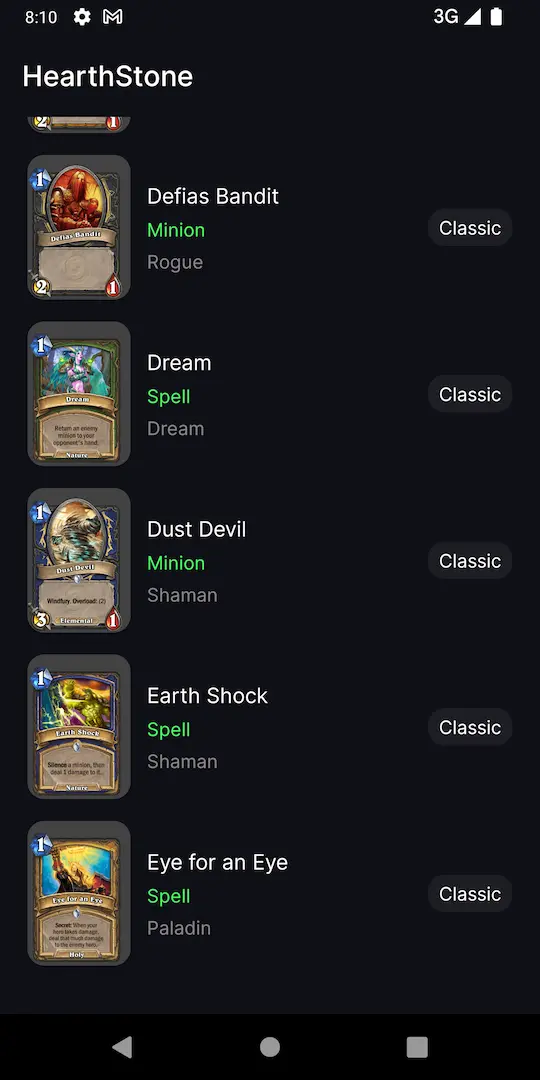 8:10
3G
HearthStone
2 1
1
Defias Bandit
2 1
Defias Bandit
Minion
Rogue
Classic
1
Dream
Return an enemy
minion to your
opponent's hand.
Nature
Dream
Spell
Dream
Classic
1
Dust Devil
Windfury. Overload: (2)
3 Elemental 1
Dust Devil
Minion
Shaman
Classic
1
Earth Shock
Silence a minion, then
deal 1 damage to it.
Nature
Earth Shock
Spell
Shaman
Classic
1
Eye for an Eye
Secret: When your
hero takes damage,
deal that much damage
to the enemy hero.
Holy
Eye for an Eye
Spell
Paladin
Classic